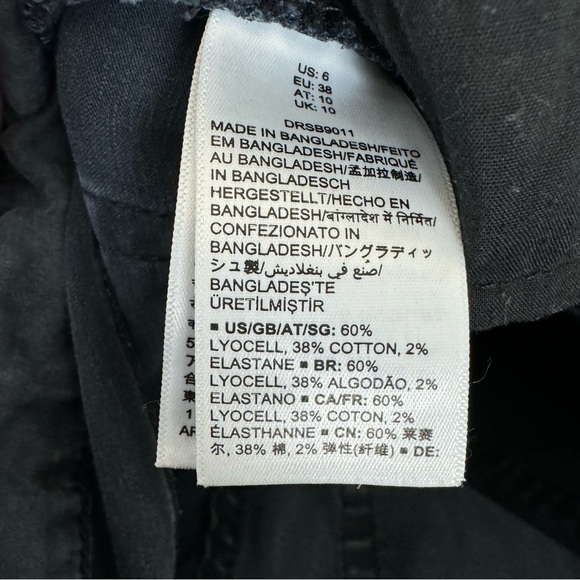 US: 6
EU: 38
AT: 10
UK: 10
DRSB9011
MADE IN BANGLADESH/FEITO
EM BANGLADESH/FABRIQUÉ
AU BANGLADESH/孟加拉制造/
IN BANGLADESCH
HERGESTELLT/HECHO EN
BANGLADESH/बांग्लादेश में निर्मित/
CONFEZIONATO IN
BANGLADESH/バングラディッ
シュ製/صُنع في بنغلاديش/
BANGLADEŞ'TE
ÜRETİLMİŞTİR
■ US/GB/AT/SG: 60%
LYOCELL, 38% COTTON, 2%
ELASTANE ■ BR: 60%
LYOCELL, 38% ALGODÃO, 2%
ELASTANO ■ CA/FR: 60%
LYOCELL, 38% COTON, 2%
ÉLASTHANNE ■ CN: 60% 莱赛
尔, 38% 棉, 2% 弹性(纤维) ■ DE: